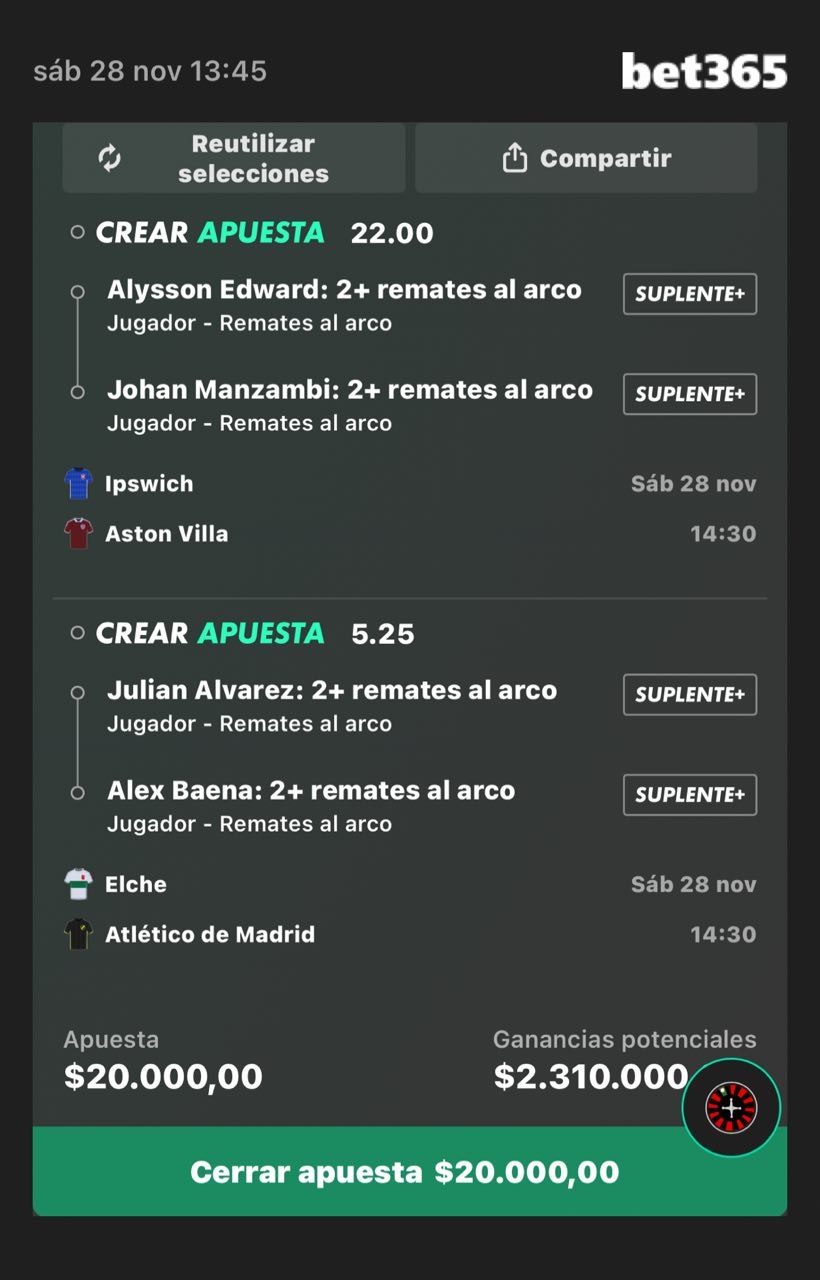 sáb 28 nov 13:45
bet365
Reutilizar
selecciones
Compartir
CREAR APUESTA 22.00
Alysson Edward: 2+ remates al arco
SUPLENTE+
Jugador - Remates al arco
Johan Manzambi: 2+ remates al arco
SUPLENTE+
Jugador - Remates al arco
Ipswich
Sáb 28 nov
Aston Villa
14:30
CREAR APUESTA 5.25
Julian Alvarez: 2+ remates al arco
SUPLENTE+
Jugador - Remates al arco
Alex Baena: 2+ remates al arco
SUPLENTE+
Jugador - Remates al arco
Elche
Sáb 28 nov
Atlético de Madrid
14:30
Apuesta
Ganancias potenciales
$20.000,00
$2.310.000
Cerrar apuesta $20.000,00